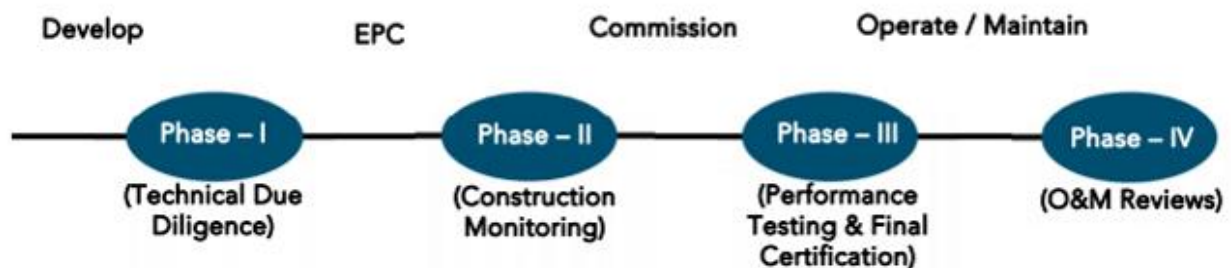 Develop
EPC
Commission
Operate / Maintain
Phase – I
Phase – II
Phase – III
Phase – IV
(Technical Due
Diligence)
(Construction
Monitoring)
(Performance
Testing & Final
Certification)
(O&M Reviews)